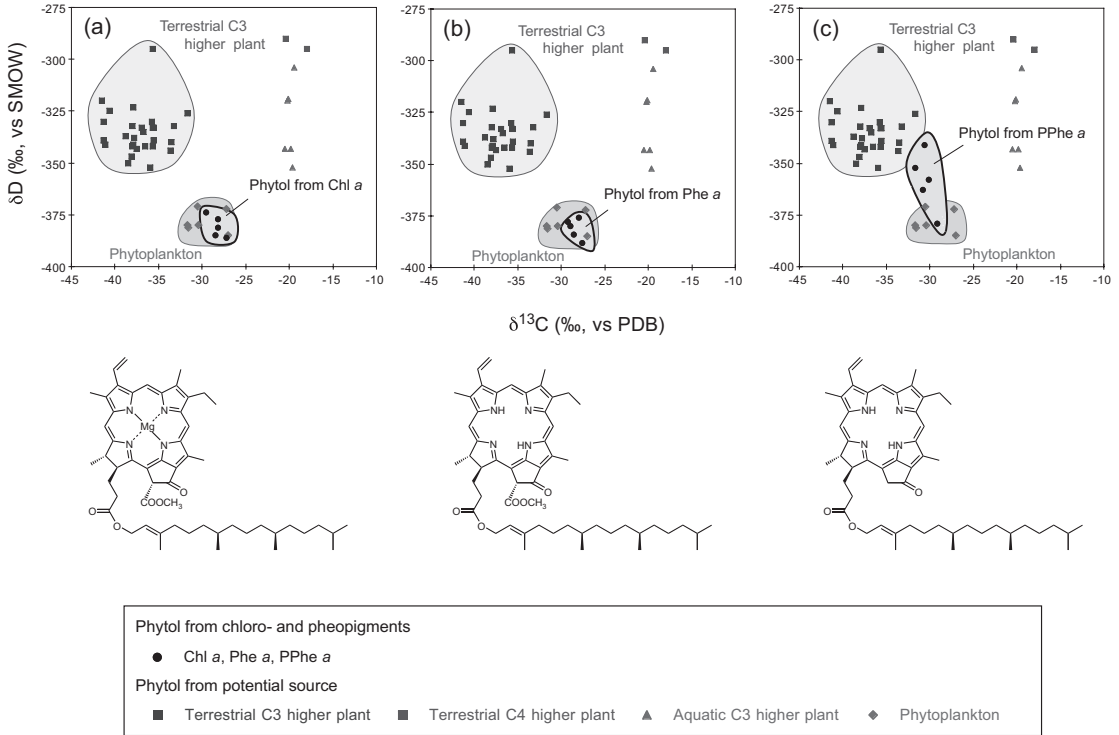 (a)
Terrestrial C3
higher plant
Phytol from Chl a
Phytoplankton
-275
-300
-325
-350
-375
-400
-45
-40
-35
-30
-25
-20
-15
-10
δD (‰, vs SMOW)
(b)
Terrestrial C3
higher plant
Phytol from Phe a
Phytoplankton
-275
-300
-325
-350
-375
-400
-45
-40
-35
-30
-25
-20
-15
-10
(c)
Terrestrial C3
higher plant
Phytol from PPhe a
Phytoplankton
-275
-300
-325
-350
-375
-400
-45
-40
-35
-30
-25
-20
-15
-10
δ13C (‰, vs PDB)
N
N
Mg
N
N
O
COOCH3
O
O
NH
N
N
HN
O
COOCH3
O
O
NH
N
N
HN
O
O
O
Phytol from chloro- and pheopigments
Chl a, Phe a, PPhe a
Phytol from potential source
Terrestrial C3 higher plant
Terrestrial C4 higher plant
Aquatic C3 higher plant
Phytoplankton